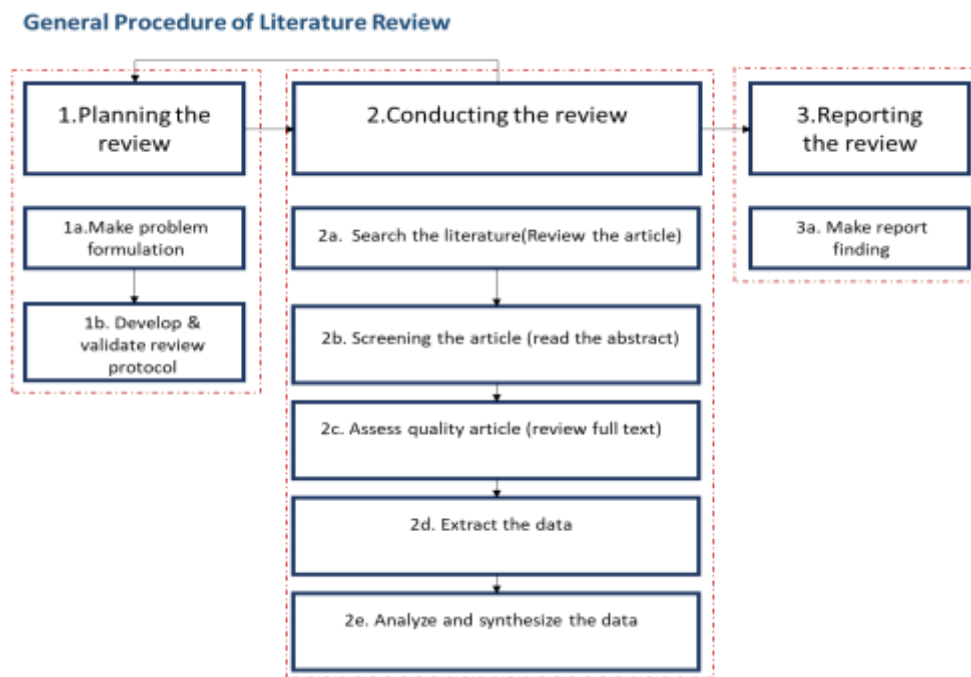 General Procedure of Literature Review
1.Planning the
review
2.Conducting the review
3.Reporting
the review
1a.Make problem
formulation
1b. Develop &
validate review
protocol
2a. Search the literature(Review the article)
2b. Screening the article (read the abstract)
2c. Assess quality article (review full text)
2d. Extract the data
2e. Analyze and synthesize the data
3a. Make report
finding